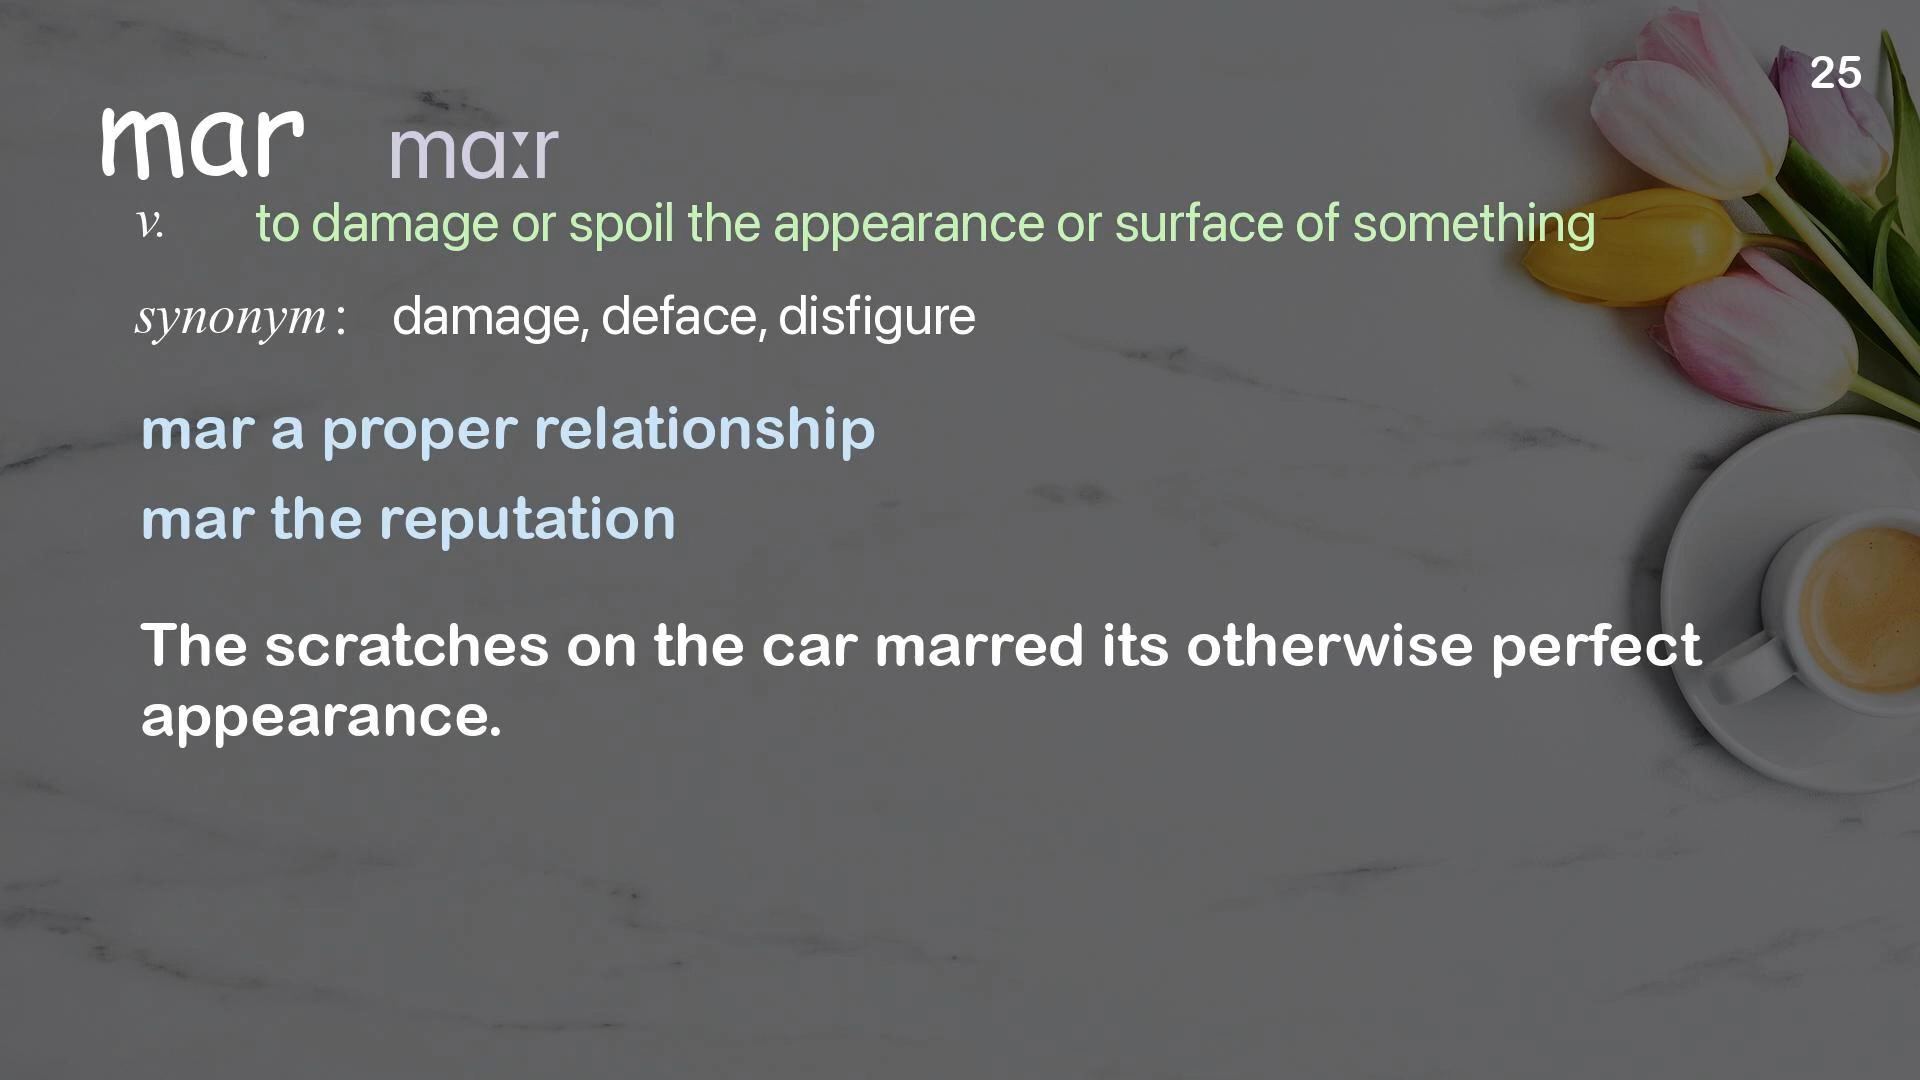 25
mar mɑːr
v. to damage or spoil the appearance or surface of something
synonym : damage, deface, disfigure
mar a proper relationship
mar the reputation
The scratches on the car marred its otherwise perfect
appearance.